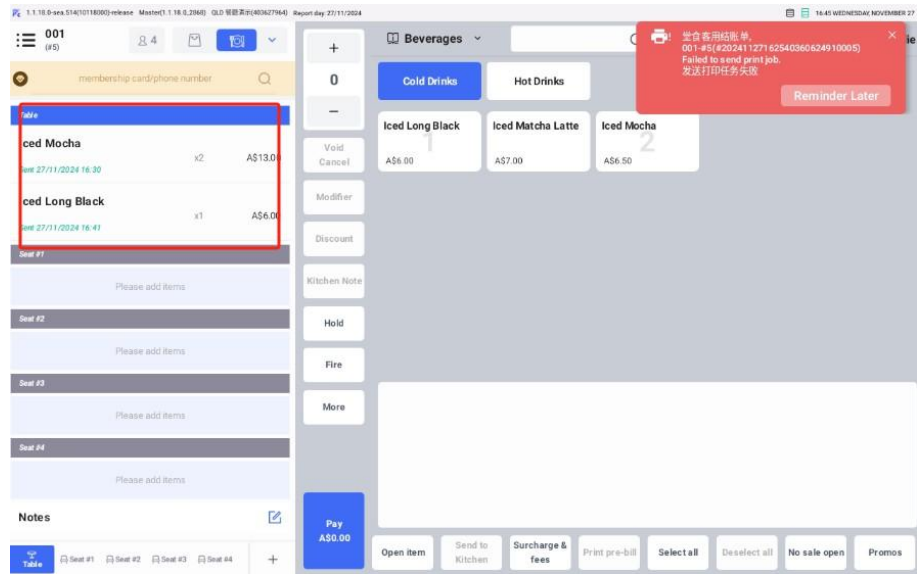 1.1.18.0-sea.514(10118000)-release Master(1.1.18.0_2060) QLD 餐题演示(403627964) Report day: 27/11/2024
16:45 WEDNESDAY, NOVEMBER 27
001
(#5)
4
membership card/phone number
Table
ced Mocha
x2 A$13.00
Sent 27/11/2024 16:30
ced Long Black
x1 A$6.00
Sent 27/11/2024 16:41
Seat #1
Please add items
Seat #2
Please add items
Seat #3
Please add items
Seat #4
Please add items
Notes
Table
Seat #1 Seat #2 Seat #3 Seat #4 +
+
0
−
Void
Cancel
Modifier
Discount
Kitchen Note
Hold
Fire
More
Pay
A$0.00
Beverages
Cold Drinks Hot Drinks
Iced Long Black
1
A$6.00
Iced Matcha Latte
A$7.00
Iced Mocha
2
A$6.50
堂食客用结账单,
001-#5(#2024112716254036062491​0005)
Failed to send print job.
发送打印任务失败
Reminder Later
ie
Open item
Send to
Kitchen
Surcharge &
fees
Print pre-bill
Select all
Deselect all
No sale open
Promos